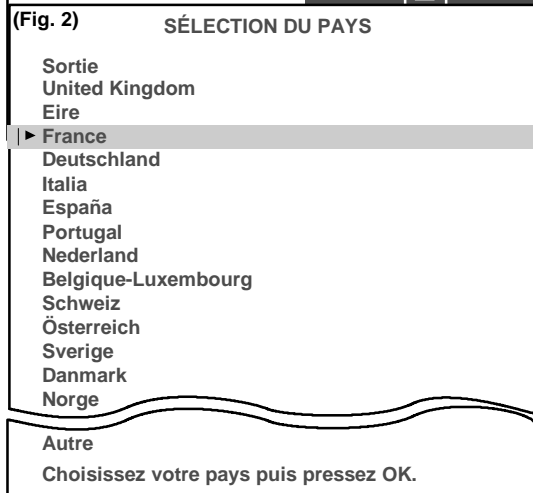 (Fig. 2)
SÉLECTION DU PAYS
Sortie
United Kingdom
Eire
France
Deutschland
Italia
España
Portugal
Nederland
Belgique-Luxembourg
Schweiz
Österreich
Sverige
Danmark
Norge
Autre
Choisissez votre pays puis pressez OK.